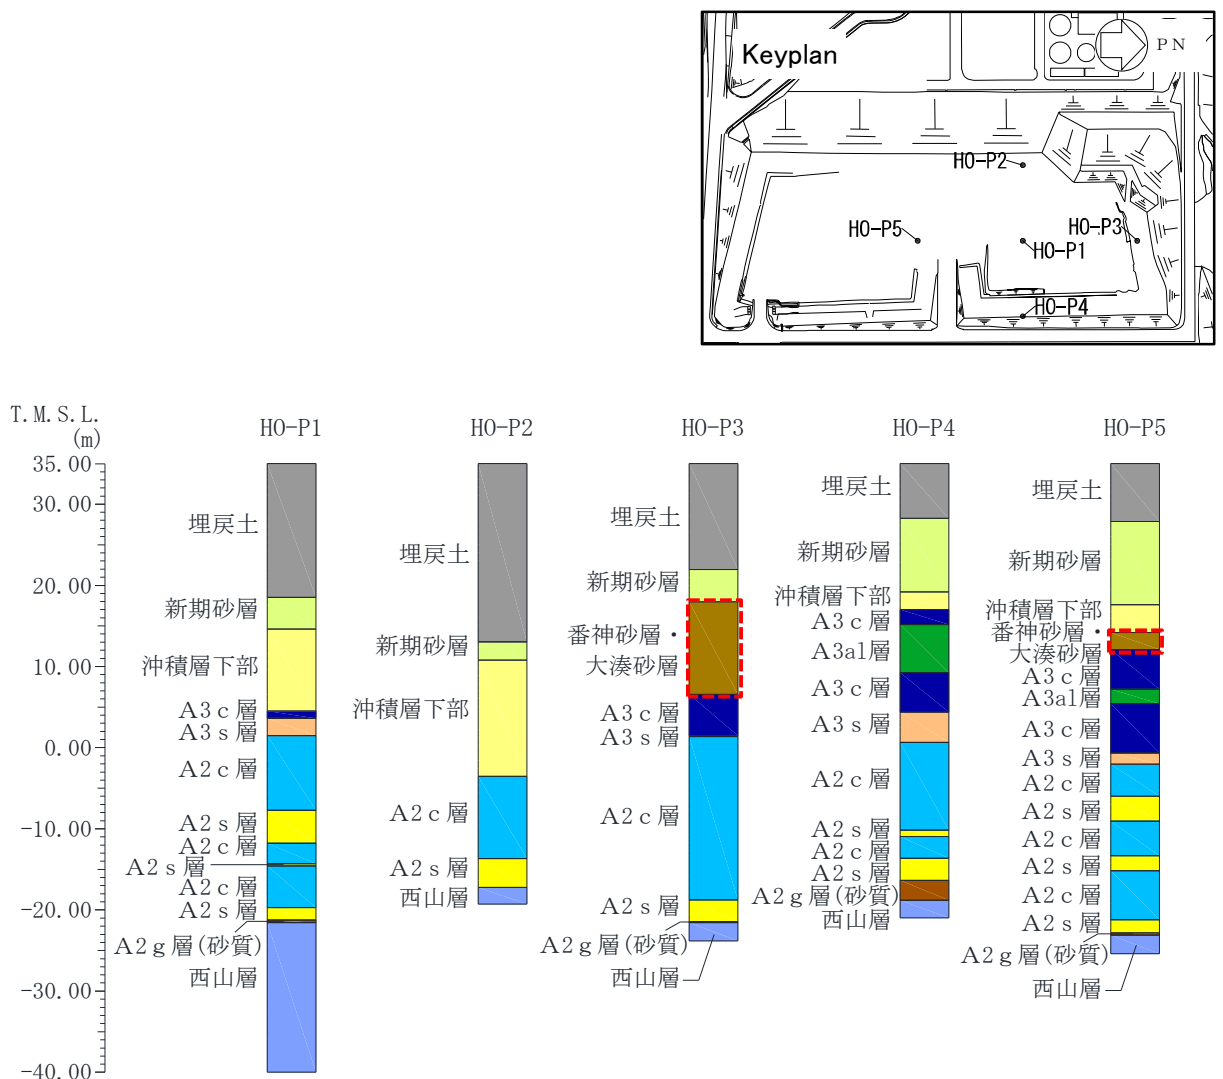 Keyplan
PN
HO-P2
HO-P5
HO-P3
HO-P1
HO-P4
T.M.S.L.
(m)
HO-P1
HO-P2
HO-P3
HO-P4
HO-P5
35.00
30.00
20.00
10.00
0.00
-10.00
-20.00
-30.00
-40.00
埋戻土
新期砂層
沖積層下部
A3c層
A3s層
A2c層
A2s層
A2c層
A2s層
A2c層
A2s層
A2g層(砂質)
西山層
埋戻土
新期砂層
沖積層下部
A2c層
A2s層
西山層
埋戻土
新期砂層
番神砂層・
大湊砂層
A3c層
A3s層
A2c層
A2s層
A2g層(砂質)
西山層
埋戻土
新期砂層
沖積層下部
A3c層
A3al層
A3c層
A3s層
A2c層
A2s層
A2c層
A2s層
A2g層(砂質)
西山層
埋戻土
新期砂層
沖積層下部
番神砂層・
大湊砂層
A3c層
A3al層
A3c層
A3s層
A2c層
A2s層
A2c層
A2s層
A2c層
A2s層
A2g層(砂質)
西山層